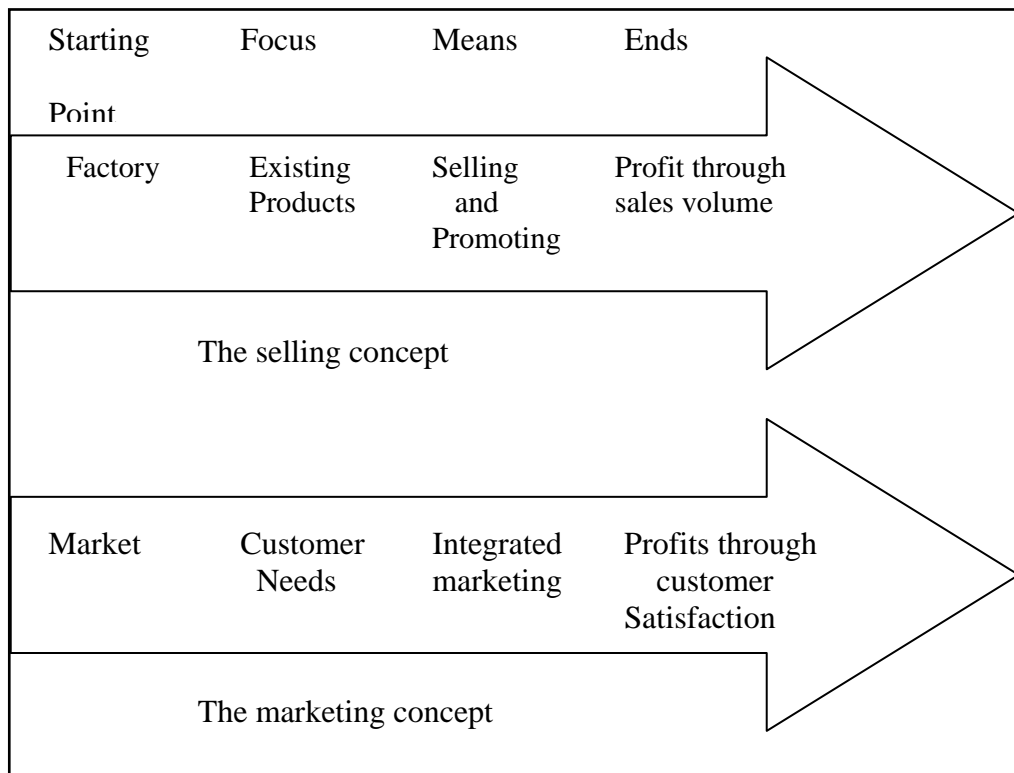 Starting Focus Means Ends
Point
Factory Existing Selling Profit through
Products and sales volume
Promoting
The selling concept
Market Customer Integrated Profits through
Needs marketing customer
Satisfaction
The marketing concept